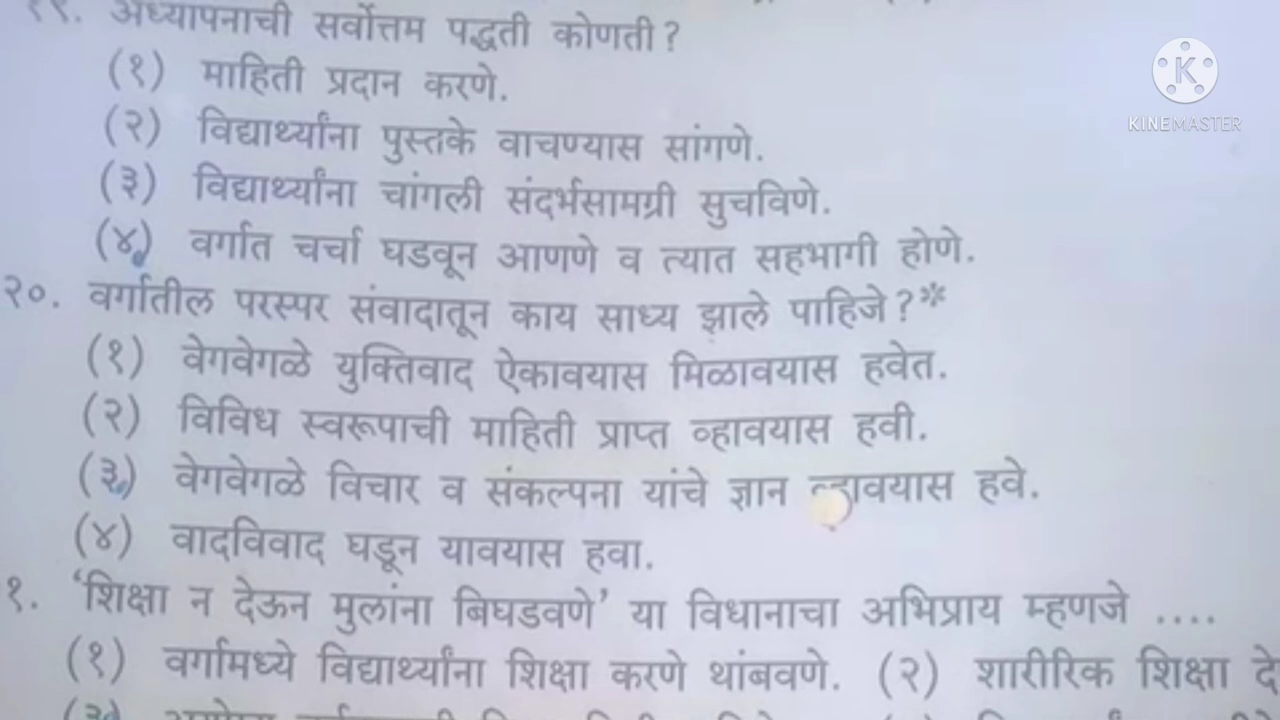 १९. अध्यापनाची सर्वोत्तम पद्धती कोणती?
(१) माहिती प्रदान करणे.
(२) विद्यार्थ्यांना पुस्तके वाचण्यास सांगणे.
(३) विद्यार्थ्यांना चांगली संदर्भसामग्री सुचविणे.
(४) वर्गात चर्चा घडवून आणणे व त्यात सहभागी होणे.
२०. वर्गातील परस्पर संवादातून काय साध्य झाले पाहिजे?*
(१) वेगवेगळे युक्तिवाद ऐकावयास मिळावयास हवेत.
(२) विविध स्वरूपाची माहिती प्राप्त व्हावयास हवी.
(३) वेगवेगळे विचार व संकल्पना यांचे ज्ञान व्हावयास हवे.
(४) वादविवाद घडून यावयास हवा.
१. ‘शिक्षा न देऊन मुलांना बिघडवणे’ या विधानाचा अभिप्राय म्हणजे ....
(१) वर्गामध्ये विद्यार्थ्यांना शिक्षा करणे थांबवणे. (२) शारीरिक शिक्षा दे
KINEMASTER